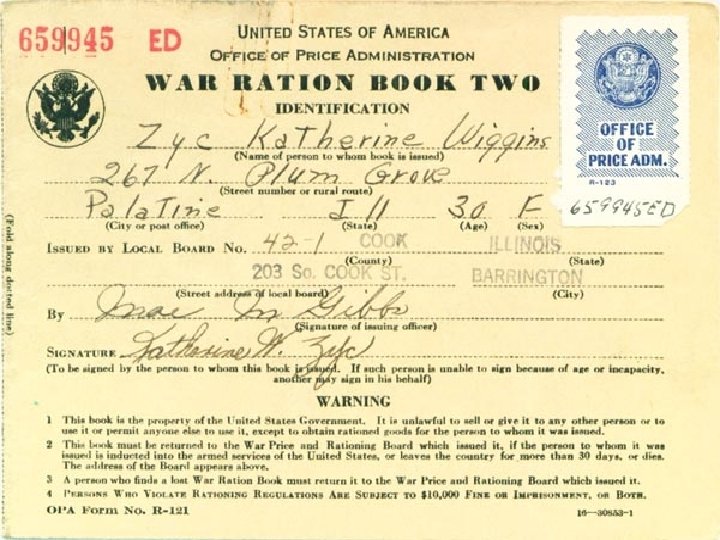 659945 ED
UNITED STATES OF AMERICA
OFFICE OF PRICE ADMINISTRATION
WAR RATION BOOK TWO
IDENTIFICATION
OFFICE
OF
PRICE ADM.
R-123
659945ED
Zyc Katherine Wiggins
(Name of person to whom book is issued)
267 N. Plum Grove
(Street number or rural route)
Palatine Ill 30 F
(City or post office) (State) (Age) (Sex)
ISSUED BY LOCAL BOARD NO. 42-1 COOK ILLINOIS
(County) (State)
203 So. COOK ST. BARRINGTON
(Street address of local board) (City)
By Mae M Gibbs
(Signature of issuing officer)
SIGNATURE Katherine W. Zyc
(To be signed by the person to whom this book is issued. If such person is unable to sign because of age or incapacity, another may sign in his behalf)
WARNING
1 This book is the property of the United States Government. It is unlawful to sell or give it to any other person or to
use it or permit anyone else to use it, except to obtain rationed goods for the person to whom it was issued.
2 This book must be returned to the War Price and Rationing Board which issued it, if the person to whom it was
issued is inducted into the armed services of the United States, or leaves the country for more than 30 days, or dies.
The address of the Board appears above.
3 A person who finds a lost War Ration Book must return it to the War Price and Rationing Board which issued it.
4 PERSONS WHO VIOLATE RATIONING REGULATIONS ARE SUBJECT TO $10,000 FINE OR IMPRISONMENT, OR BOTH.
OPA Form No. R-121 16—30853-1
(Fold along dotted line)